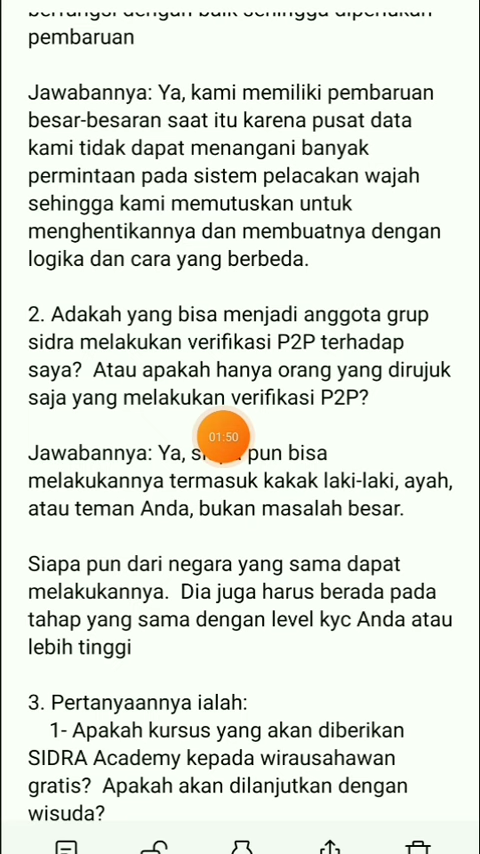 pembaruan
Jawabannya: Ya, kami memiliki pembaruan
besar-besaran saat itu karena pusat data
kami tidak dapat menangani banyak
permintaan pada sistem pelacakan wajah
sehingga kami memutuskan untuk
menghentikannya dan membuatnya dengan
logika dan cara yang berbeda.
2. Adakah yang bisa menjadi anggota grup
sidra melakukan verifikasi P2P terhadap
saya? Atau apakah hanya orang yang dirujuk
saja yang melakukan verifikasi P2P?
01:50
Jawabannya: Ya, pun bisa
melakukannya termasuk kakak laki-laki, ayah,
atau teman Anda, bukan masalah besar.
Siapa pun dari negara yang sama dapat
melakukannya. Dia juga harus berada pada
tahap yang sama dengan level kyc Anda atau
lebih tinggi
3. Pertanyaannya ialah:
1- Apakah kursus yang akan diberikan
SIDRA Academy kepada wirausahawan
gratis? Apakah akan dilanjutkan dengan
wisuda?